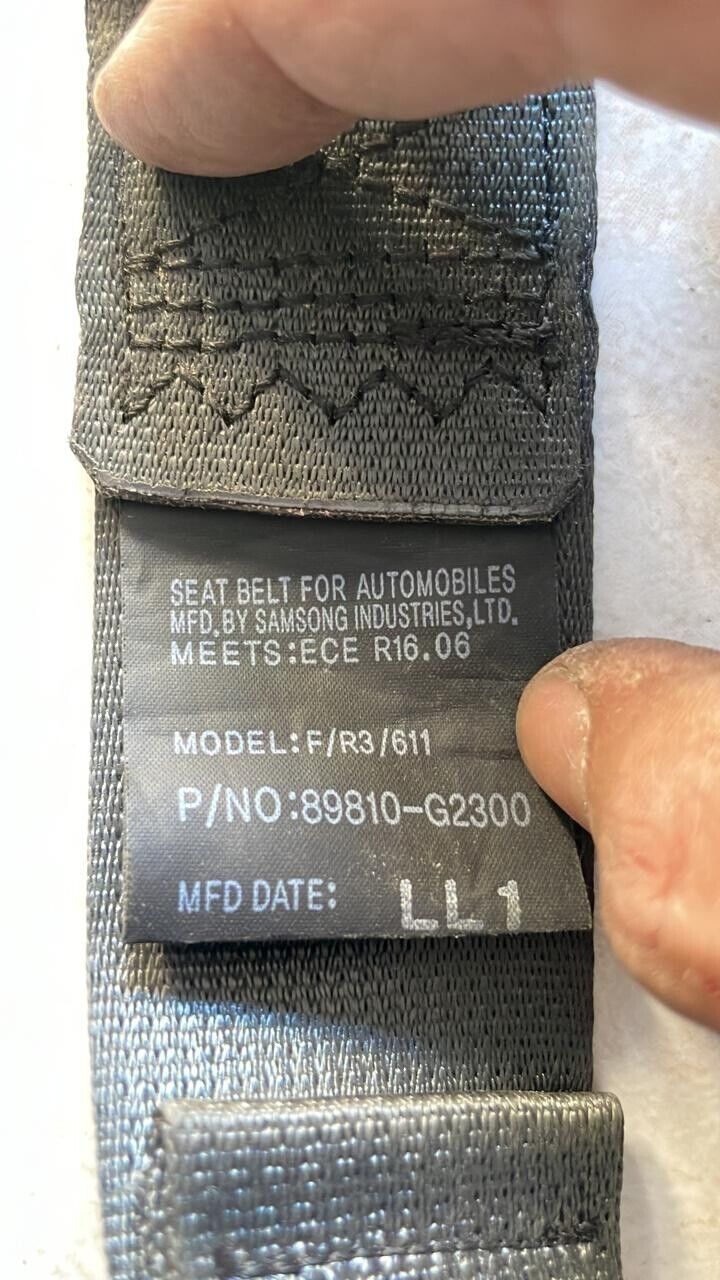 SEAT BELT FOR AUTOMOBILES
MFD.BY SAMSONG INDUSTRIES,LTD.
MEETS:ECE R16.06
MODEL:F/R3/611
P/NO:89810-G2300
MFD DATE: LL1